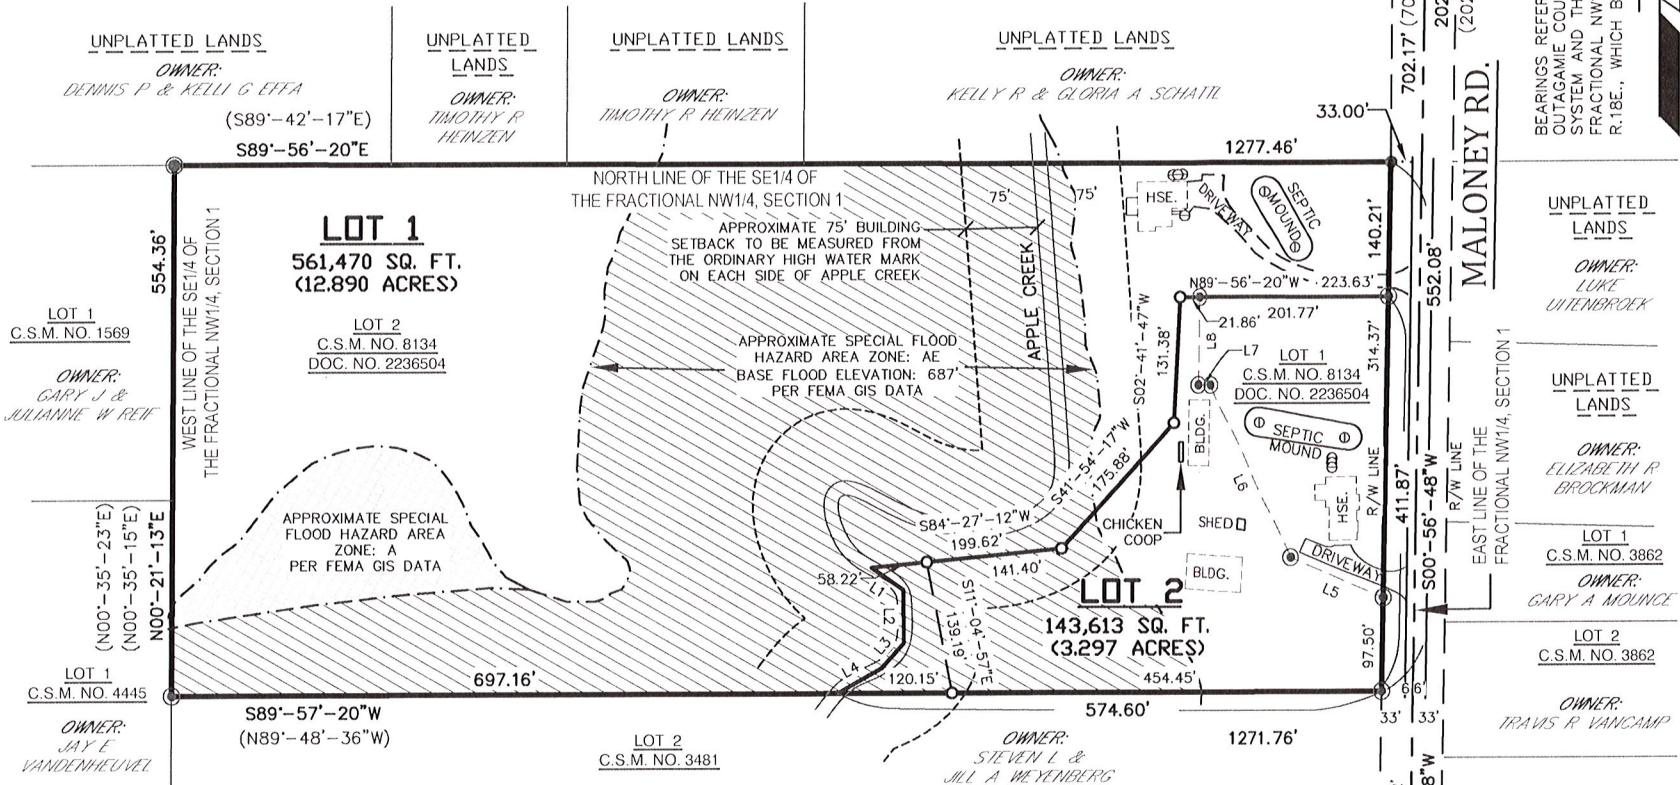 UNPLATTED LANDS
OWNER:
DENNIS P & KELLI G EFFA
(S89°-42'-17"E)
S89°-56'-20"E
UNPLATTED
LANDS
OWNER:
TIMOTHY R
HEINZEN
UNPLATTED LANDS
OWNER:
TIMOTHY R HEINZEN
UNPLATTED LANDS
OWNER:
KELLY R & GLORIA A SCHATTL
1277.46'
33.00'
702.17'
MALONEY RD.
BEARINGS REFER
OUTAGAMIE COU
SYSTEM AND TH
FRACTIONAL NW
R.18E., WHICH B
NORTH LINE OF THE SE1/4 OF
THE FRACTIONAL NW1/4, SECTION 1
LOT 1
561,470 SQ. FT.
(12.890 ACRES)
LOT 2
C.S.M. NO. 8134
DOC. NO. 2236504
554.36'
WEST LINE OF THE SE1/4 OF
THE FRACTIONAL NW1/4, SECTION 1
LOT 1
C.S.M. NO. 1569
OWNER:
GARY J &
JULIANNE W REIF
(N00°-35'-23"E)
(N00°-35'-15"E)
N00°-21'-13"E
LOT 1
C.S.M. NO. 4445
OWNER:
JAY E
VANDENHEUVEL
APPROXIMATE 75' BUILDING
SETBACK TO BE MEASURED FROM
THE ORDINARY HIGH WATER MARK
ON EACH SIDE OF APPLE CREEK
75'
75'
APPLE CREEK
APPROXIMATE SPECIAL FLOOD
HAZARD AREA ZONE: AE
BASE FLOOD ELEVATION: 687'
PER FEMA GIS DATA
APPROXIMATE SPECIAL
FLOOD HAZARD AREA
ZONE: A
PER FEMA GIS DATA
HSE.
DRIVEWAY
SEPTIC
MOUND
140.21'
N89°-56'-20"W
223.63'
21.86'
201.77'
S02°-41'-47"W
131.38'
L8
L7
LOT 1
C.S.M. NO. 8134
DOC. NO. 2236504
314.37'
BLDG.
SEPTIC
MOUND
S41°-54'-17"W
175.88'
L6
HSE.
R/W LINE
411.87'
552.08'
S00°-56'-48"W
R/W LINE
EAST LINE OF THE
FRACTIONAL NW1/4, SECTION 1
S84°-27'-12"W
199.62'
141.40'
CHICKEN
COOP
SHED
BLDG.
DRIVEWAY
L5
58.22'
L1
L2
L3
L4
S11°-04'-57"E
139.19'
LOT 2
143,613 SQ. FT.
(3.297 ACRES)
97.50'
697.16'
120.15'
454.45'
574.60'
66'
33'
33'
S89°-57'-20"W
(N89°-48'-36"W)
LOT 2
C.S.M. NO. 3481
OWNER:
STEVEN L &
JILL A WEYENBERG
1271.76'
8"W
UNPLATTED
LANDS
OWNER:
LUKE
UITENBROEK
UNPLATTED
LANDS
OWNER:
ELIZABETH R
BROCKMAN
LOT 1
C.S.M. NO. 3862
OWNER:
GARY A MOUNCE
LOT 2
C.S.M. NO. 3862
OWNER:
TRAVIS R VANCAMP